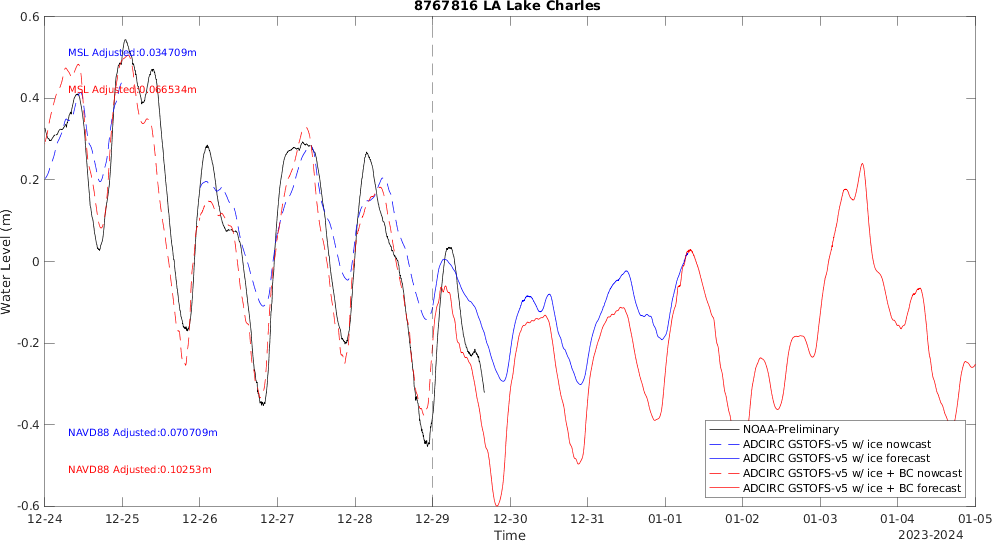 8767816 LA Lake Charles
Water Level (m)
0.6
0.4
0.2
0
-0.2
-0.4
-0.6
MSL Adjusted:0.034709m
MSL Adjusted:0.066534m
NAVD88 Adjusted:0.070709m
NAVD88 Adjusted:0.10253m
NOAA-Preliminary
ADCIRC GSTOFS-v5 w/ ice nowcast
ADCIRC GSTOFS-v5 w/ ice forecast
ADCIRC GSTOFS-v5 w/ ice + BC nowcast
ADCIRC GSTOFS-v5 w/ ice + BC forecast
12-24 12-25 12-26 12-27 12-28 12-29 12-30 12-31 01-01 01-02 01-03 01-04 01-05
Time
2023-2024